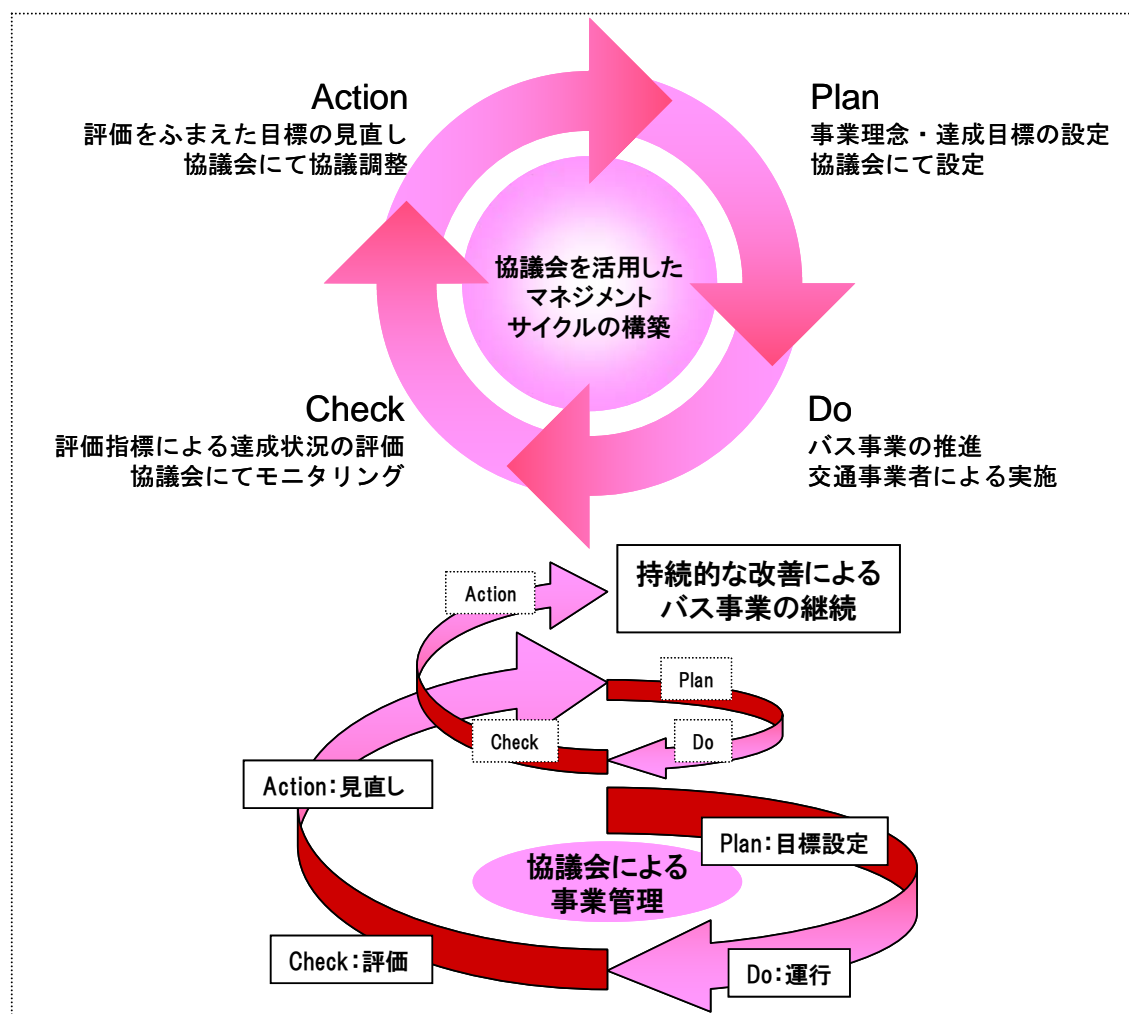 Action
評価をふまえた目標の見直し
協議会にて協議調整
Plan
事業理念・達成目標の設定
協議会にて設定
協議会を活用した
マネジメント
サイクルの構築
Check
評価指標による達成状況の評価
協議会にてモニタリング
Do
バス事業の推進
交通事業者による実施
持続的な改善による
バス事業の継続
Action
Plan
Check
Do
Action：見直し
Plan：目標設定
協議会による
事業管理
Check：評価
Do：運行